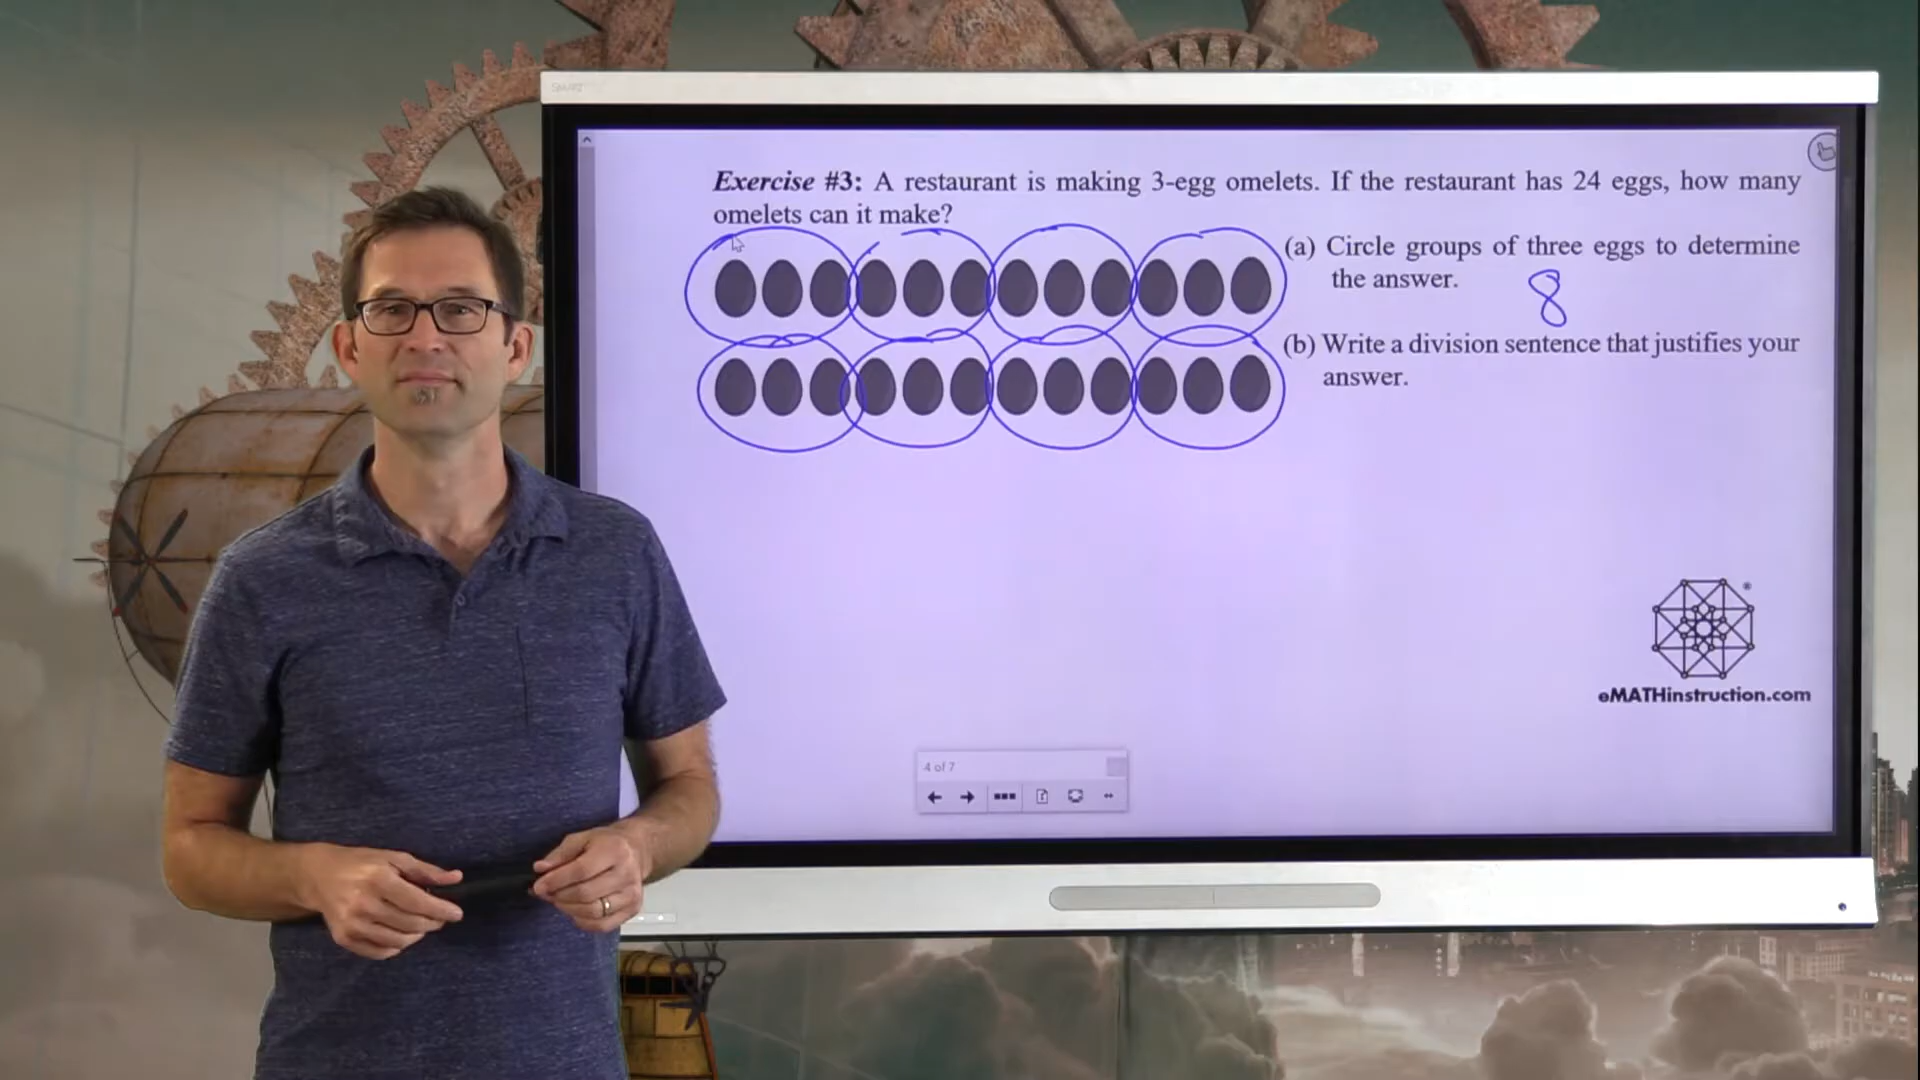 SMART
Exercise #3: A restaurant is making 3-egg omelets. If the restaurant has 24 eggs, how many
omelets can it make?
(a) Circle groups of three eggs to determine
the answer.
8
(b) Write a division sentence that justifies your
answer.
®
eMATHinstruction.com
4 of 7